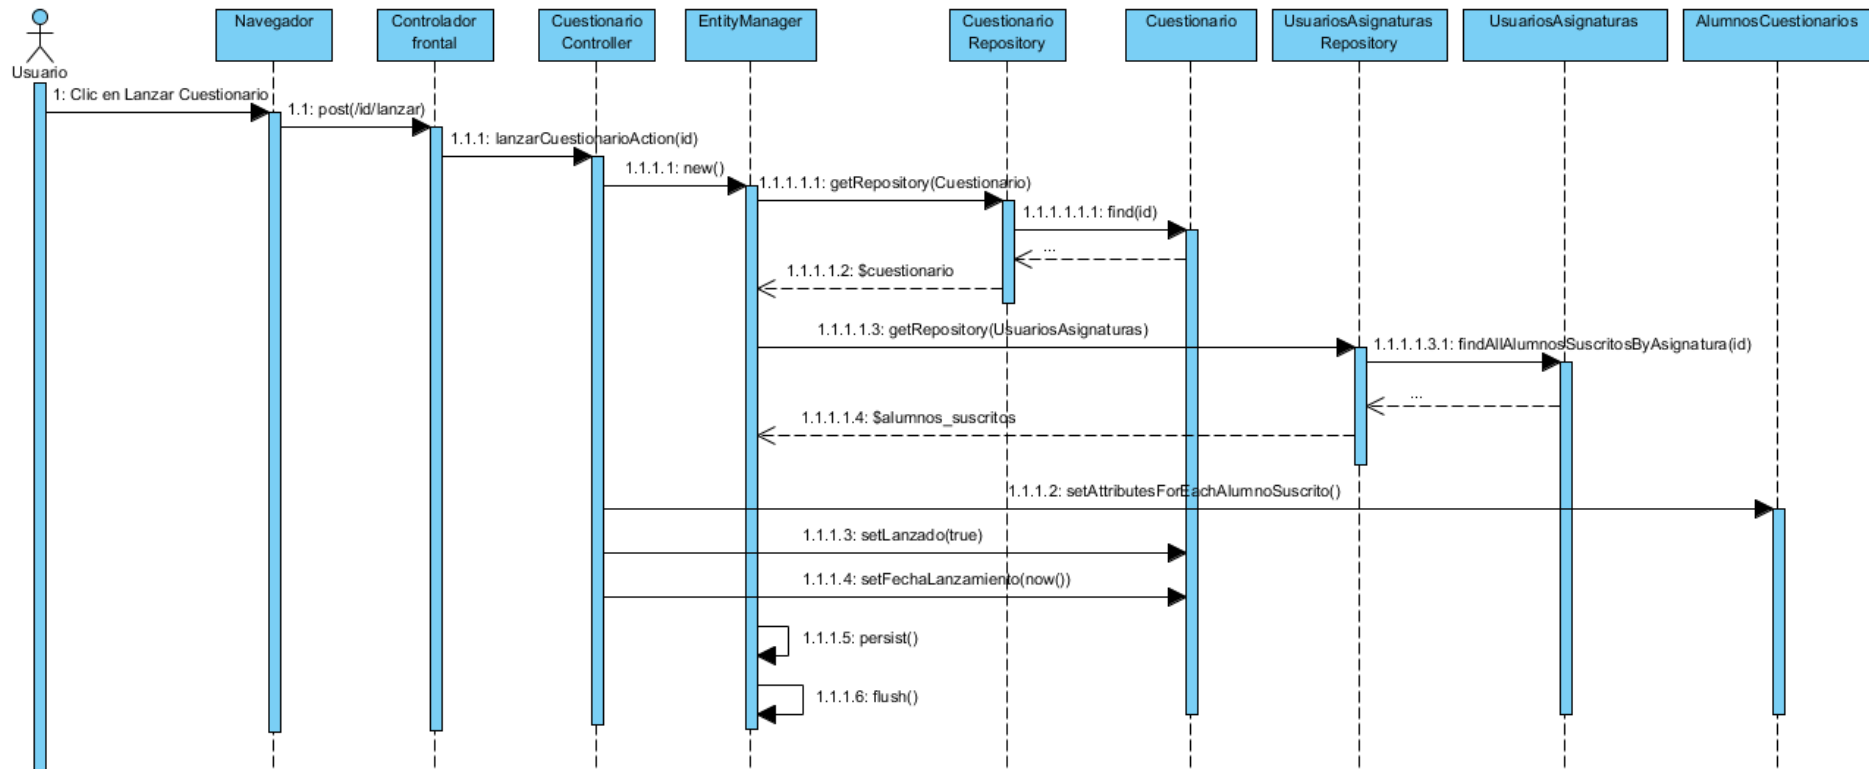 Usuario
Navegador
Controlador
frontal
Cuestionario
Controller
EntityManager
Cuestionario
Repository
Cuestionario
UsuariosAsignaturas
Repository
UsuariosAsignaturas
AlumnosCuestionarios
1: Clic en Lanzar Cuestionario
1.1: post(/id/lanzar)
1.1.1: lanzarCuestionarioAction(id)
1.1.1.1: new()
1.1.1.1.1: getRepository(Cuestionario)
1.1.1.1.1.1: find(id)
...
1.1.1.1.2: $cuestionario
1.1.1.1.3: getRepository(UsuariosAsignaturas)
1.1.1.1.3.1: findAllAlumnosSuscritosByAsignatura(id)
...
1.1.1.1.4: $alumnos_suscritos
1.1.1.2: setAttributesForEachAlumnoSuscrito()
1.1.1.3: setLanzado(true)
1.1.1.4: setFechaLanzamiento(now())
1.1.1.5: persist()
1.1.1.6: flush()